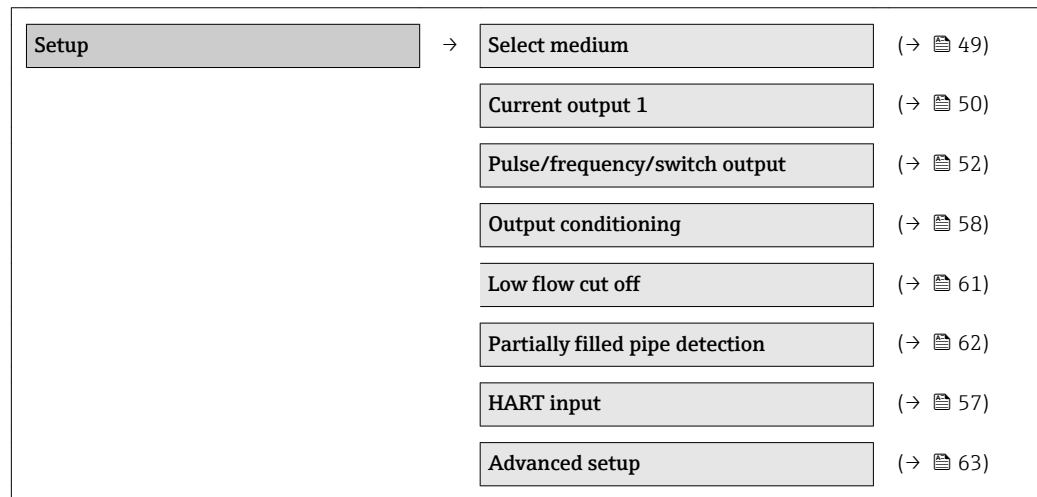 Setup → Select medium (→ 49)
Current output 1 (→ 50)
Pulse/frequency/switch output (→ 52)
Output conditioning (→ 58)
Low flow cut off (→ 61)
Partially filled pipe detection (→ 62)
HART input (→ 57)
Advanced setup (→ 63)